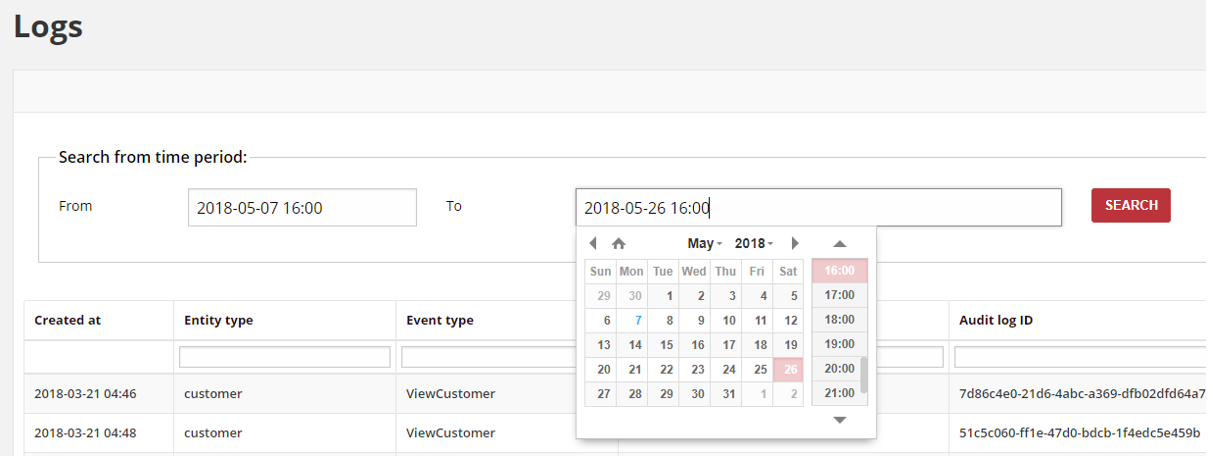 Logs
Search from time period:
From 2018-05-07 16:00 To 2018-05-26 16:00 SEARCH
May 2018
Sun Mon Tue Wed Thu Fri Sat 16:00
29 30 1 2 3 4 5 17:00
6 7 8 9 10 11 12 18:00
13 14 15 16 17 18 19 19:00
20 21 22 23 24 25 26 20:00
27 28 29 30 31 1 2 21:00
Created at Entity type Event type Audit log ID
2018-03-21 04:46 customer ViewCustomer 7d86c4e0-21d6-4abc-a369-dfb02dfd64a7
2018-03-21 04:48 customer ViewCustomer 51c5c060-ff1e-47d0-bdcb-1f4edc5e459b